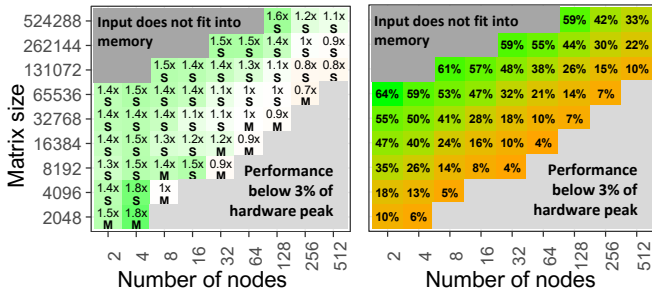 Matrix size
524288
Input does not fit into
memory
1.6x 1.2x 1.1x
S S S
262144
1.5x 1.5x 1.4x 1x 0.9x
S S S S S
131072
1.5x 1.4x 1.4x 1.3x 1.1x 0.8x 0.8x
S S S S S S S
65536
1.4x 1.5x 1.4x 1.4x 1.1x 1x 1x 0.7x
S S S S S S S M
32768
1.4x 1.4x 1.4x 1.1x 1.1x 1x 0.9x
S S S S S M M
16384
1.4x 1.5x 1.3x 1.2x 1.2x 0.9x
S S S S M M
8192
1.3x 1.5x 1.4x 1.5x 0.9x
S S M S M
4096
1.4x 1.8x 1x
S S M
2048
1.5x 1.8x
M M
Performance
below 3% of
hardware peak
2 4 8 16 32 64 128 256 512
Number of nodes
Input does not fit into
memory
59% 42% 33%
59% 55% 44% 30% 22%
61% 57% 48% 38% 26% 15% 10%
64% 59% 53% 47% 32% 21% 14% 7%
55% 50% 41% 28% 18% 10% 7%
47% 40% 24% 16% 10% 4%
35% 26% 14% 8% 4%
18% 13% 5%
10% 6%
Performance
below 3% of
hardware peak
2 4 8 16 32 64 128 256 512
Number of nodes